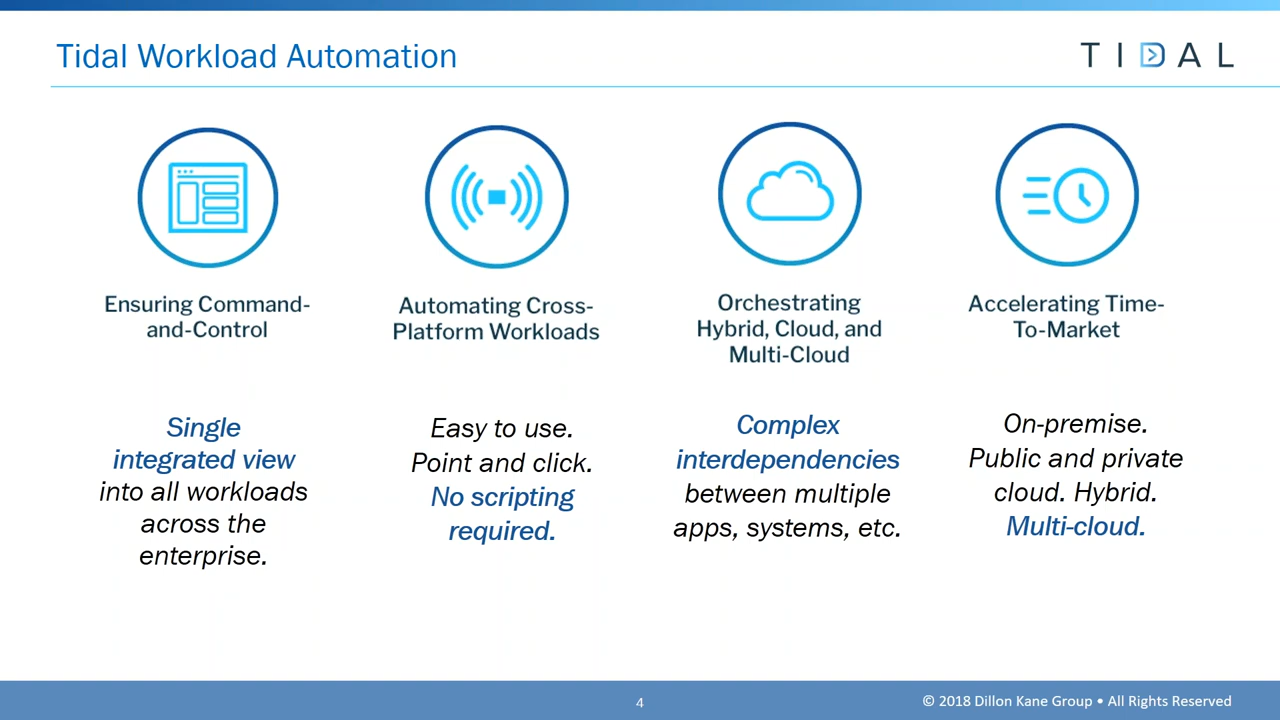 Tidal Workload Automation
TIDAL
Ensuring Command-
and-Control
Single
integrated view
into all workloads
across the
enterprise.
Automating Cross-
Platform Workloads
Easy to use.
Point and click.
No scripting
required.
Orchestrating
Hybrid, Cloud, and
Multi-Cloud
Complex
interdependencies
between multiple
apps, systems, etc.
Accelerating Time-
To-Market
On-premise.
Public and private
cloud. Hybrid.
Multi-cloud.
4
© 2018 Dillon Kane Group • All Rights Reserved